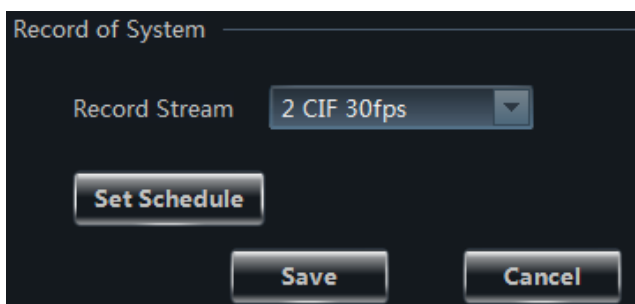 Record of System
Record Stream 2 CIF 30fps
Set Schedule
Save Cancel